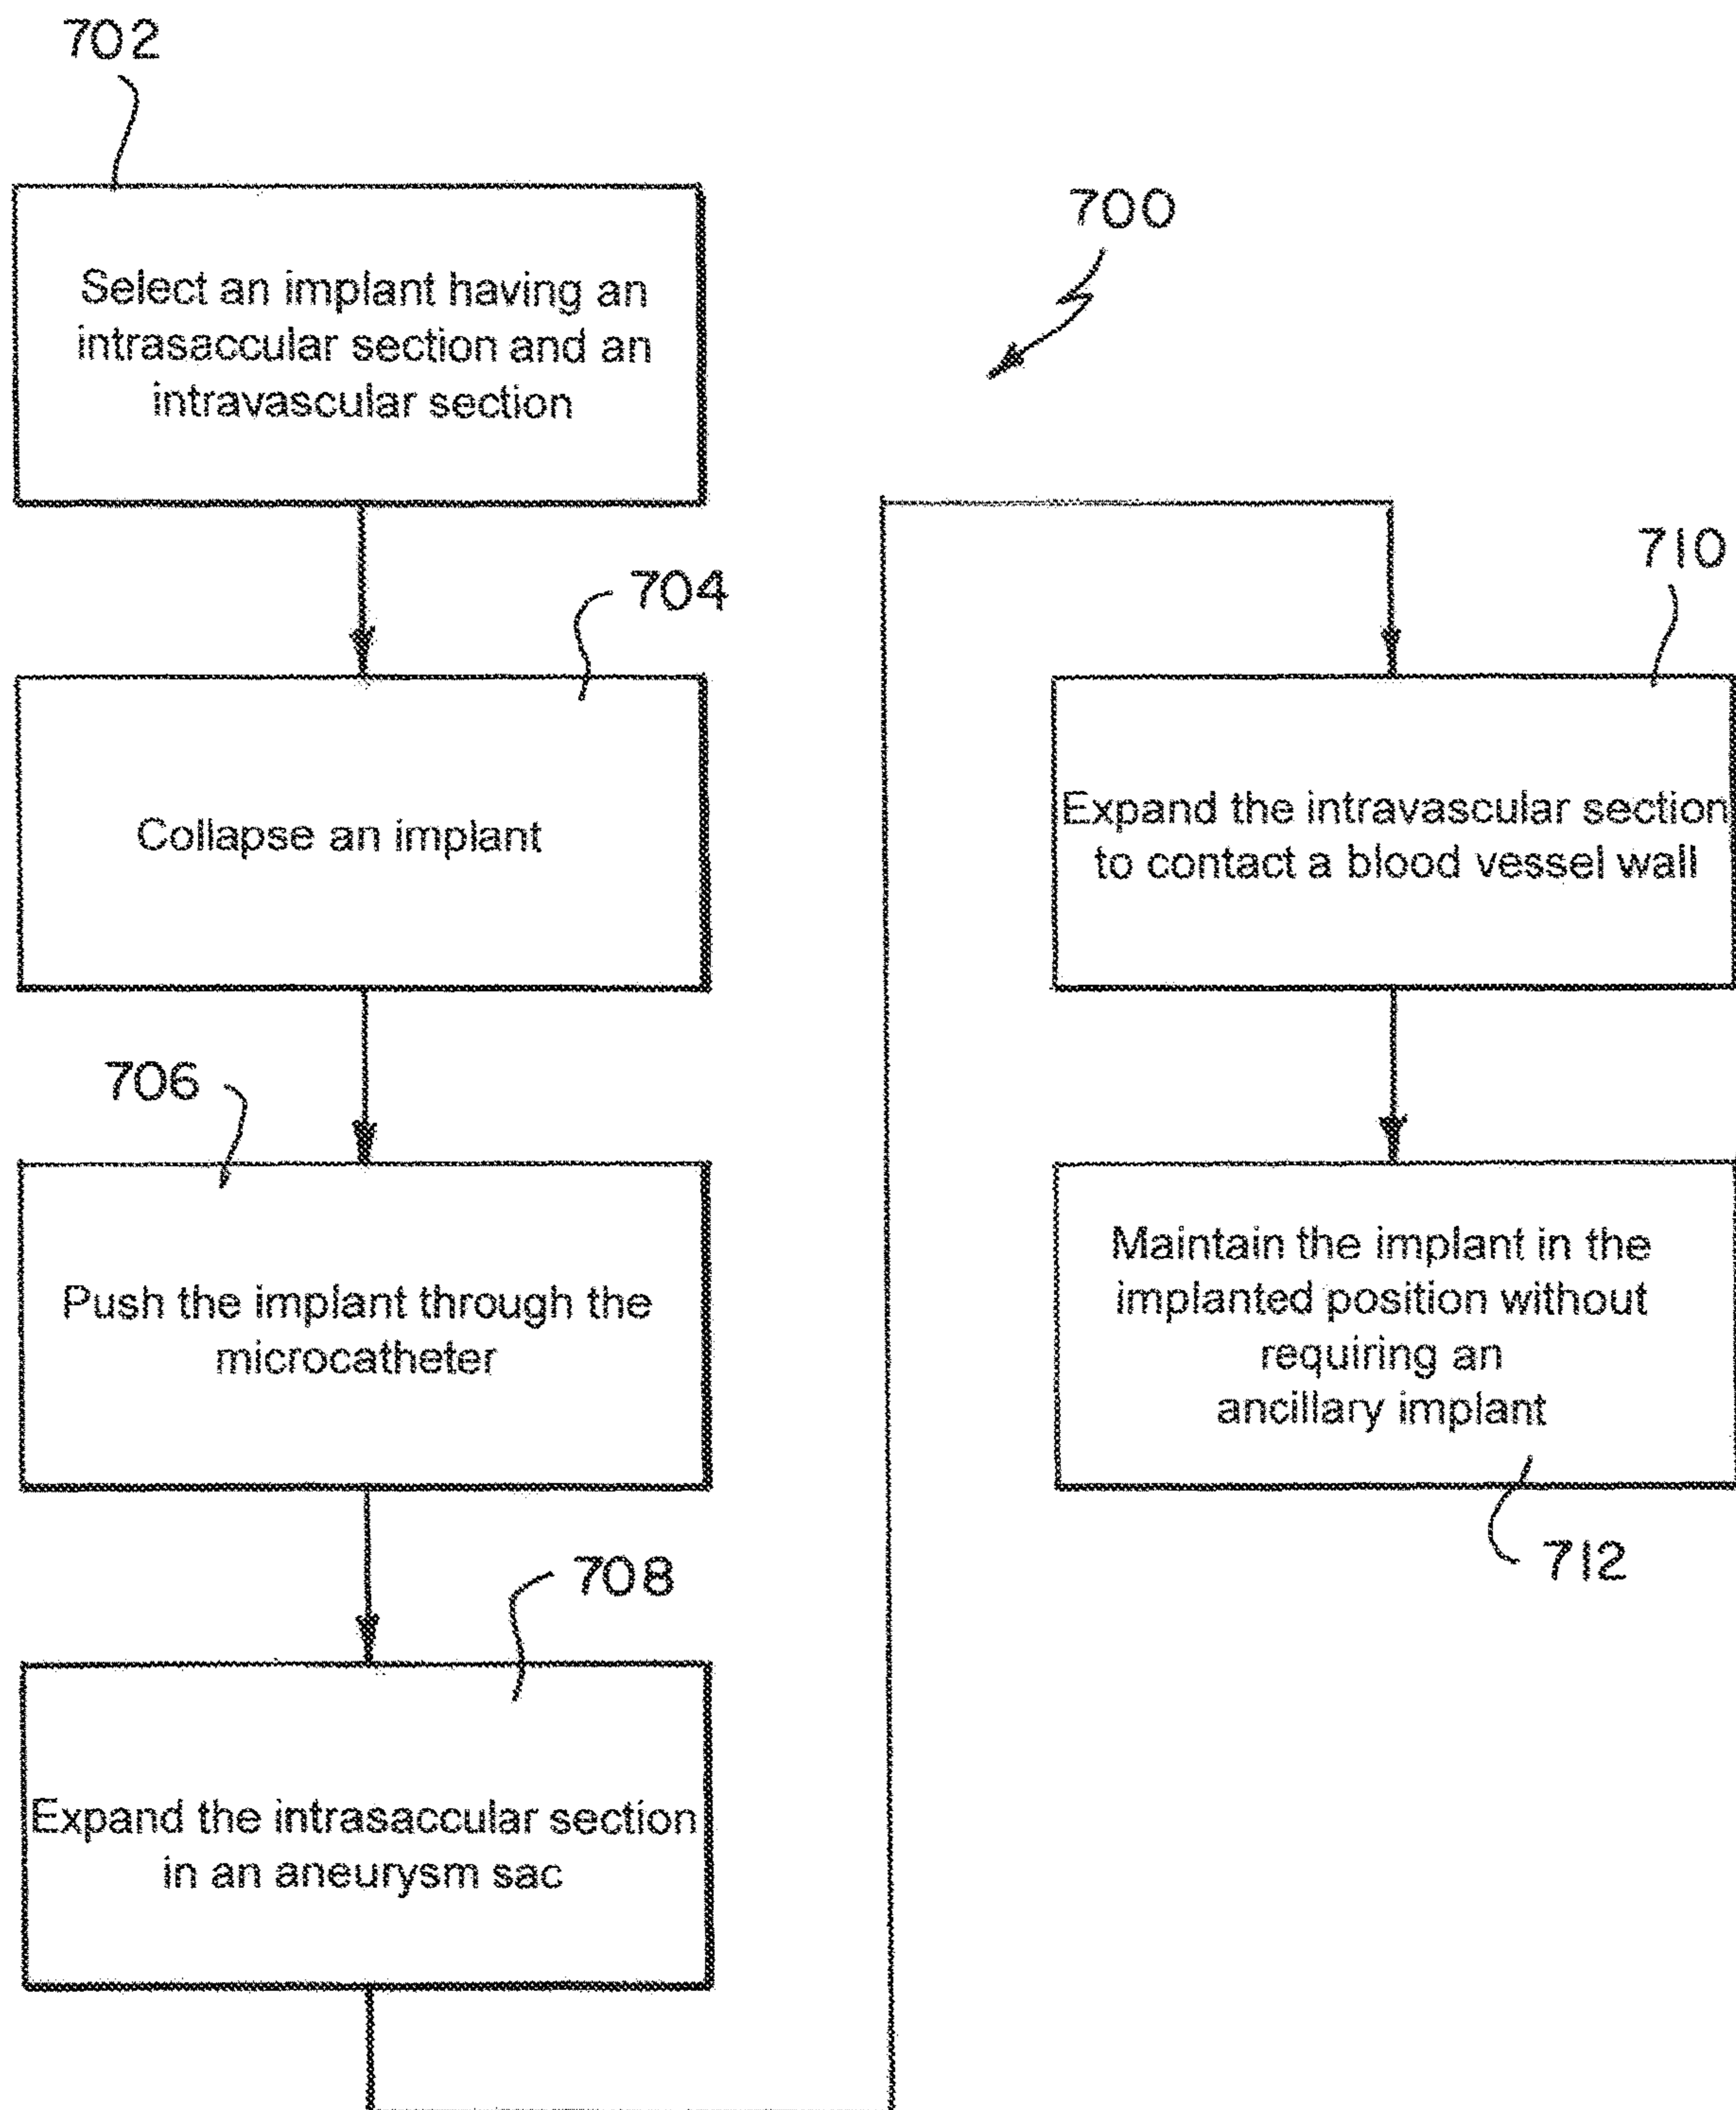 702
Select an implant having an
intrasaccular section and an
intravascular section
700
704
Collapse an implant
706
Push the implant through the
microcatheter
708
Expand the intrasaccular section
in an aneurysm sac
710
Expand the intravascular section
to contact a blood vessel wall
Maintain the implant in the
implanted position without
requiring an
ancillary implant
712